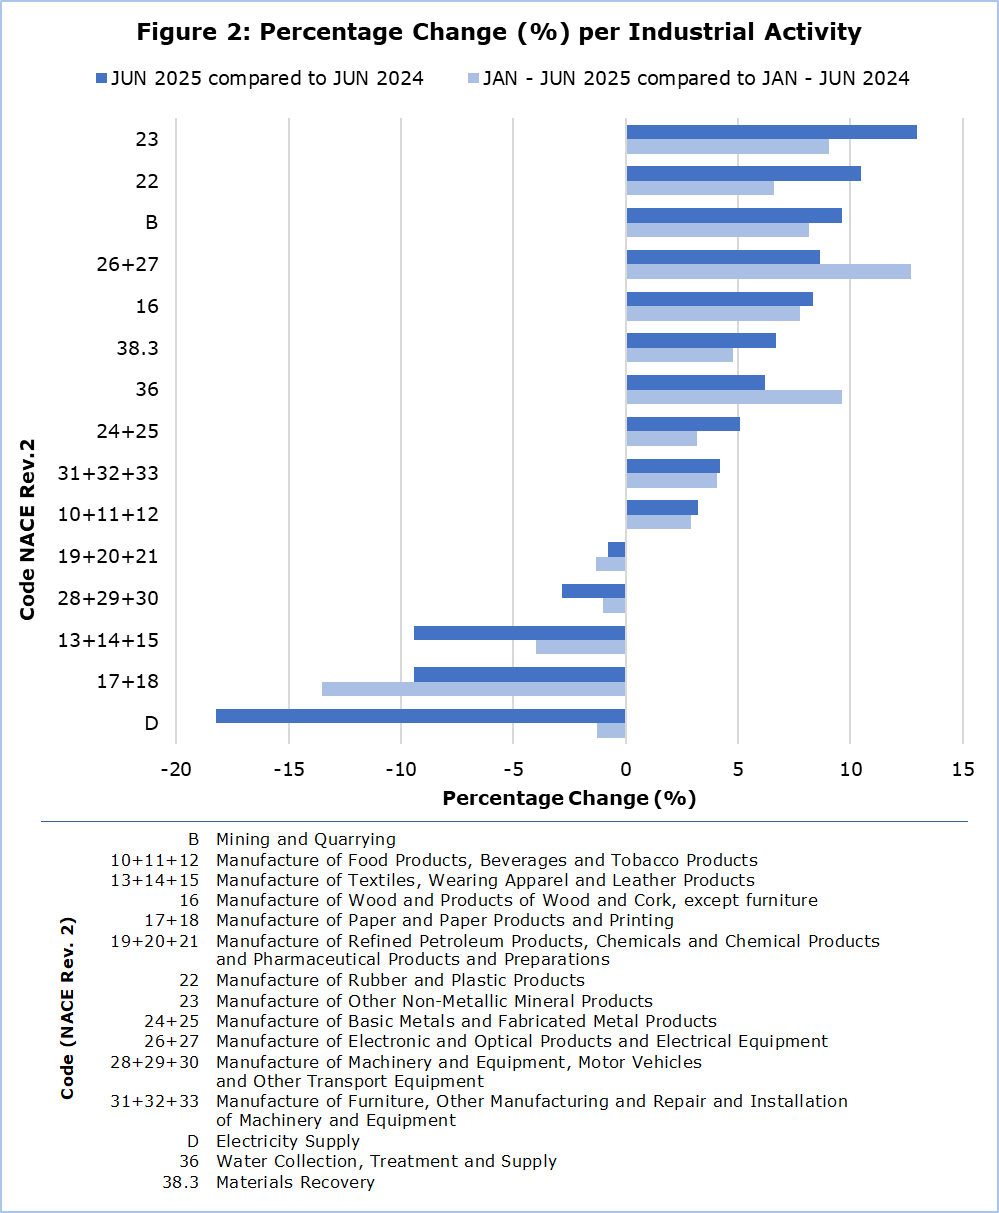 Figure 2: Percentage Change (%) per Industrial Activity
JUN 2025 compared to JUN 2024
JAN - JUN 2025 compared to JAN - JUN 2024
23
22
B
26+27
16
38.3
36
24+25
31+32+33
10+11+12
19+20+21
28+29+30
13+14+15
17+18
D
Code NACE Rev.2
-20 -15 -10 -5 0 5 10 15
Percentage Change (%)
Code (NACE Rev. 2)
B Mining and Quarrying
10+11+12 Manufacture of Food Products, Beverages and Tobacco Products
13+14+15 Manufacture of Textiles, Wearing Apparel and Leather Products
16 Manufacture of Wood and Products of Wood and Cork, except furniture
17+18 Manufacture of Paper and Paper Products and Printing
19+20+21 Manufacture of Refined Petroleum Products, Chemicals and Chemical Products
and Pharmaceutical Products and Preparations
22 Manufacture of Rubber and Plastic Products
23 Manufacture of Other Non-Metallic Mineral Products
24+25 Manufacture of Basic Metals and Fabricated Metal Products
26+27 Manufacture of Electronic and Optical Products and Electrical Equipment
28+29+30 Manufacture of Machinery and Equipment, Motor Vehicles
and Other Transport Equipment
31+32+33 Manufacture of Furniture, Other Manufacturing and Repair and Installation
of Machinery and Equipment
D Electricity Supply
36 Water Collection, Treatment and Supply
38.3 Materials Recovery